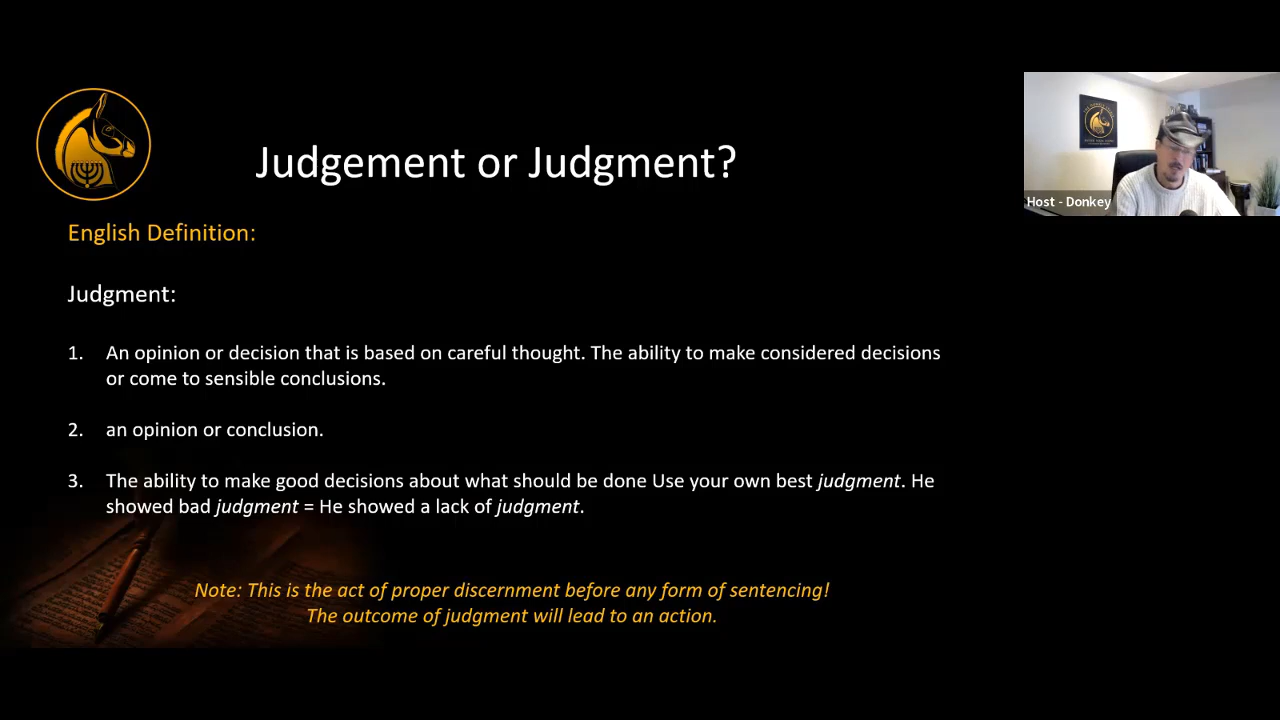 Judgement or Judgment?
Host - Donkey
English Definition:
Judgment:
1. An opinion or decision that is based on careful thought. The ability to make considered decisions
or come to sensible conclusions.
2. an opinion or conclusion.
3. The ability to make good decisions about what should be done Use your own best judgment. He
showed bad judgment = He showed a lack of judgment.
Note: This is the act of proper discernment before any form of sentencing!
The outcome of judgment will lead to an action.